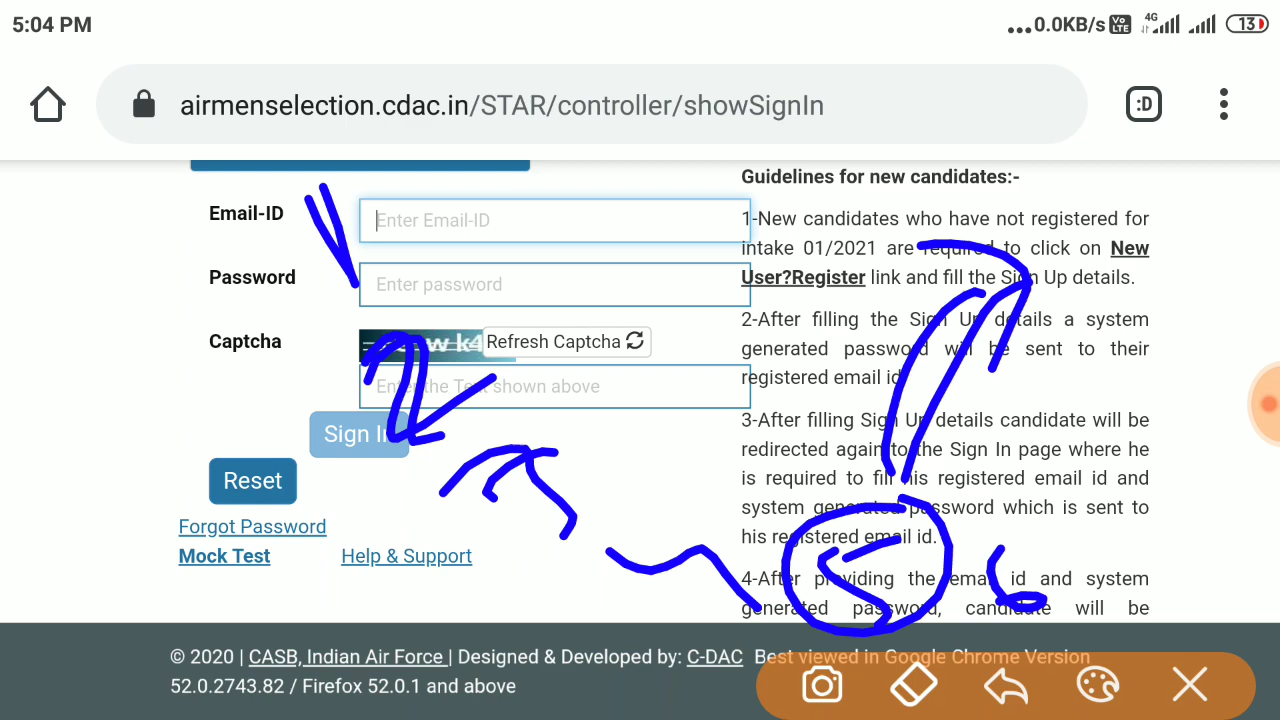 5:04 PM
...0.0KB/s Vo LTE 4G 13
airmenselection.cdac.in/STAR/controller/showSignIn
:D
Email-ID
Enter Email-ID
Password
Enter password
Captcha
w k4
Refresh Captcha
Enter the Text shown above
Sign In
Reset
Forgot Password
Mock Test
Help & Support
Guidelines for new candidates:-
1-New candidates who have not registered for
intake 01/2021 are required to click on New
User?Register link and fill the Sign Up details.
2-After filling the Sign Up details a system
generated password will be sent to their
registered email id
3-After filling Sign Up details candidate will be
redirected again to the Sign In page where he
is required to fill his registered email id and
system generated password which is sent to
his registered email id.
4-After providing the email id and system
generated password, candidate will be
© 2020 | CASB, Indian Air Force | Designed & Developed by: C-DAC Best viewed in Google Chrome Version
52.0.2743.82 / Firefox 52.0.1 and above